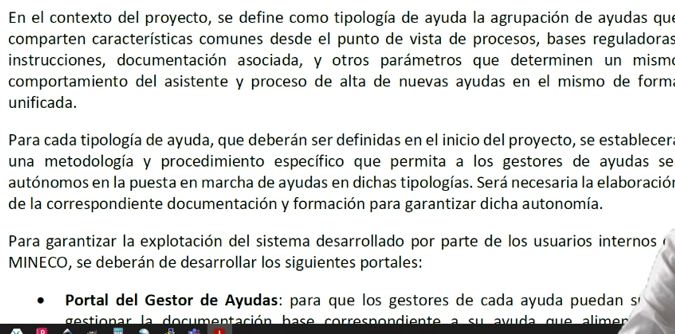 En el contexto del proyecto, se define como tipología de ayuda la agrupación de ayudas que
comparten características comunes desde el punto de vista de procesos, bases reguladoras
instrucciones, documentación asociada, y otros parámetros que determinen un mismo
comportamiento del asistente y proceso de alta de nuevas ayudas en el mismo de forma
unificada.
Para cada tipología de ayuda, que deberán ser definidas en el inicio del proyecto, se establecerá
una metodología y procedimiento específico que permita a los gestores de ayudas se
autónomos en la puesta en marcha de ayudas en dichas tipologías. Será necesaria la elaboración
de la correspondiente documentación y formación para garantizar dicha autonomía.
Para garantizar la explotación del sistema desarrollado por parte de los usuarios internos
MINECO, se deberán de desarrollar los siguientes portales:
• Portal del Gestor de Ayudas: para que los gestores de cada ayuda puedan
gestionar la documentación base correspondiente a su ayuda que